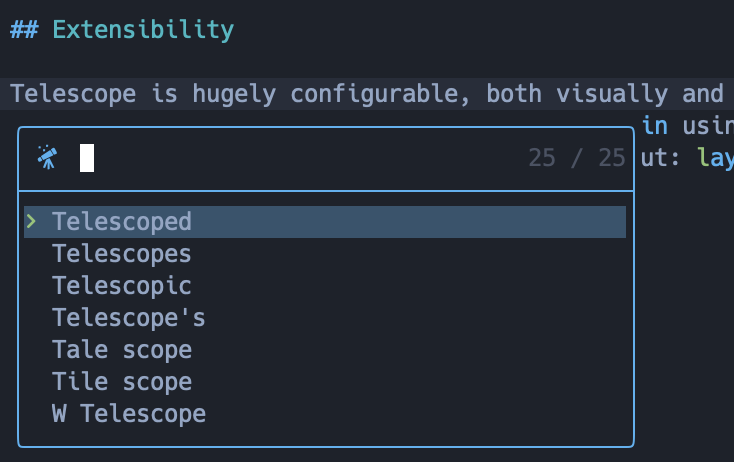 ## Extensibility
Telescope is hugely configurable, both visually and
in usin
25 / 25 ut: lay
> Telescoped
Telescopes
Telescopic
Telescope's
Tale scope
Tile scope
W Telescope